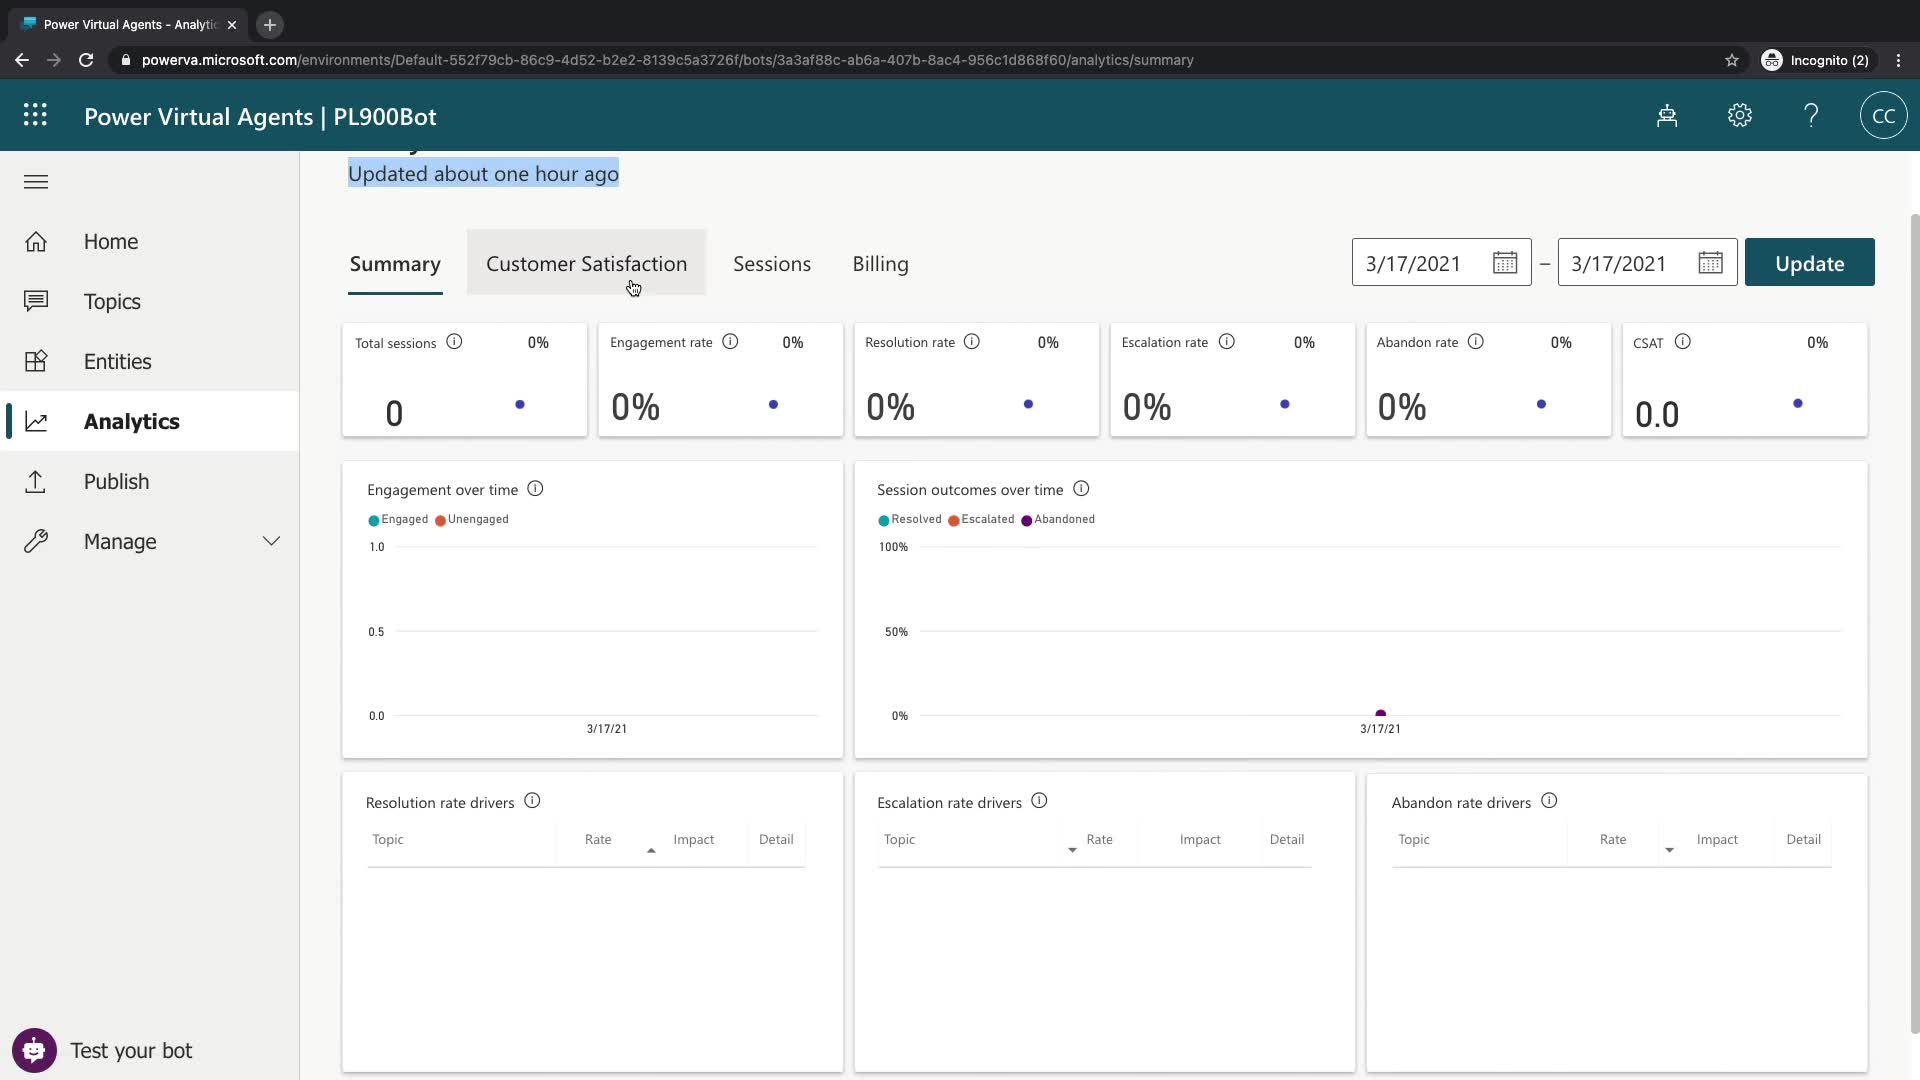 Power Virtual Agents - Analytic
powerva.microsoft.com/environments/Default-552f79cb-86c9-4d52-b2e2-8139c5a3726f/bots/3a3af88c-ab6a-407b-8ac4-956c1d868f60/analytics/summary
Incognito (2)
Power Virtual Agents | PL900Bot
CC
Updated about one hour ago
Home
Topics
Entities
Analytics
Publish
Manage
Test your bot
Summary Customer Satisfaction Sessions Billing
3/17/2021 – 3/17/2021 Update
Total sessions 0%
0
Engagement rate 0%
0%
Resolution rate 0%
0%
Escalation rate 0%
0%
Abandon rate 0%
0%
CSAT 0%
0.0
Engagement over time
Engaged Unengaged
1.0
0.5
0.0
3/17/21
Session outcomes over time
Resolved Escalated Abandoned
100%
50%
0%
3/17/21
Resolution rate drivers
Topic Rate Impact Detail
Escalation rate drivers
Topic Rate Impact Detail
Abandon rate drivers
Topic Rate Impact Detail